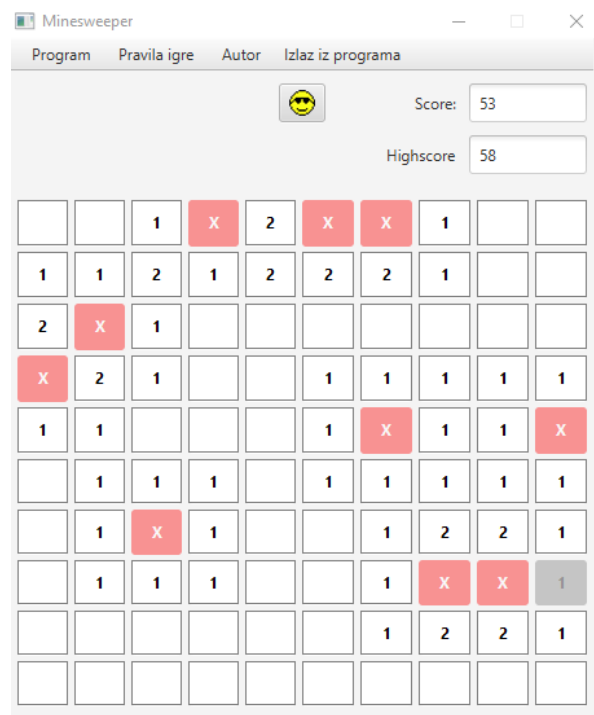 Minesweeper
Program Pravila igre Autor Izlaz iz programa
Score: 53
Highscore 58
1 X 2 X X 1
1 1 2 1 2 2 2 1
2 X 1
X 2 1 1 1 1 1 1
1 1 1 X 1 1 X
1 1 1 1 1 1 1 1
1 X 1 1 2 2 1
1 1 1 1 X X 1
1 2 2 1